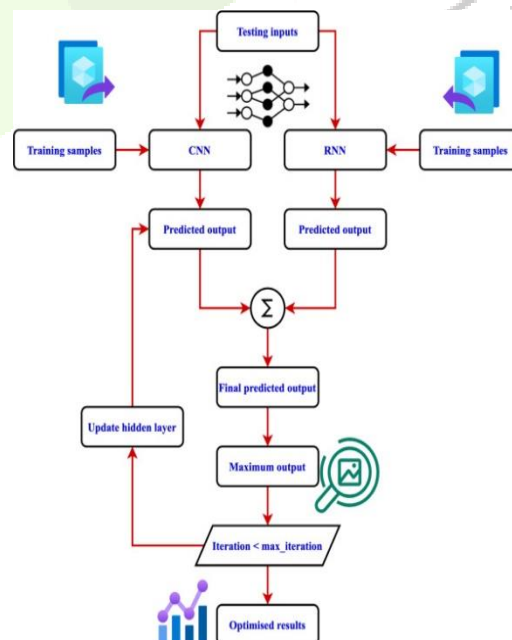 Testing inputs
Training samples
CNN
RNN
Training samples
Predicted output
Predicted output
Σ
Final predicted output
Update hidden layer
Maximum output
Iteration < max_iteration
Optimised results